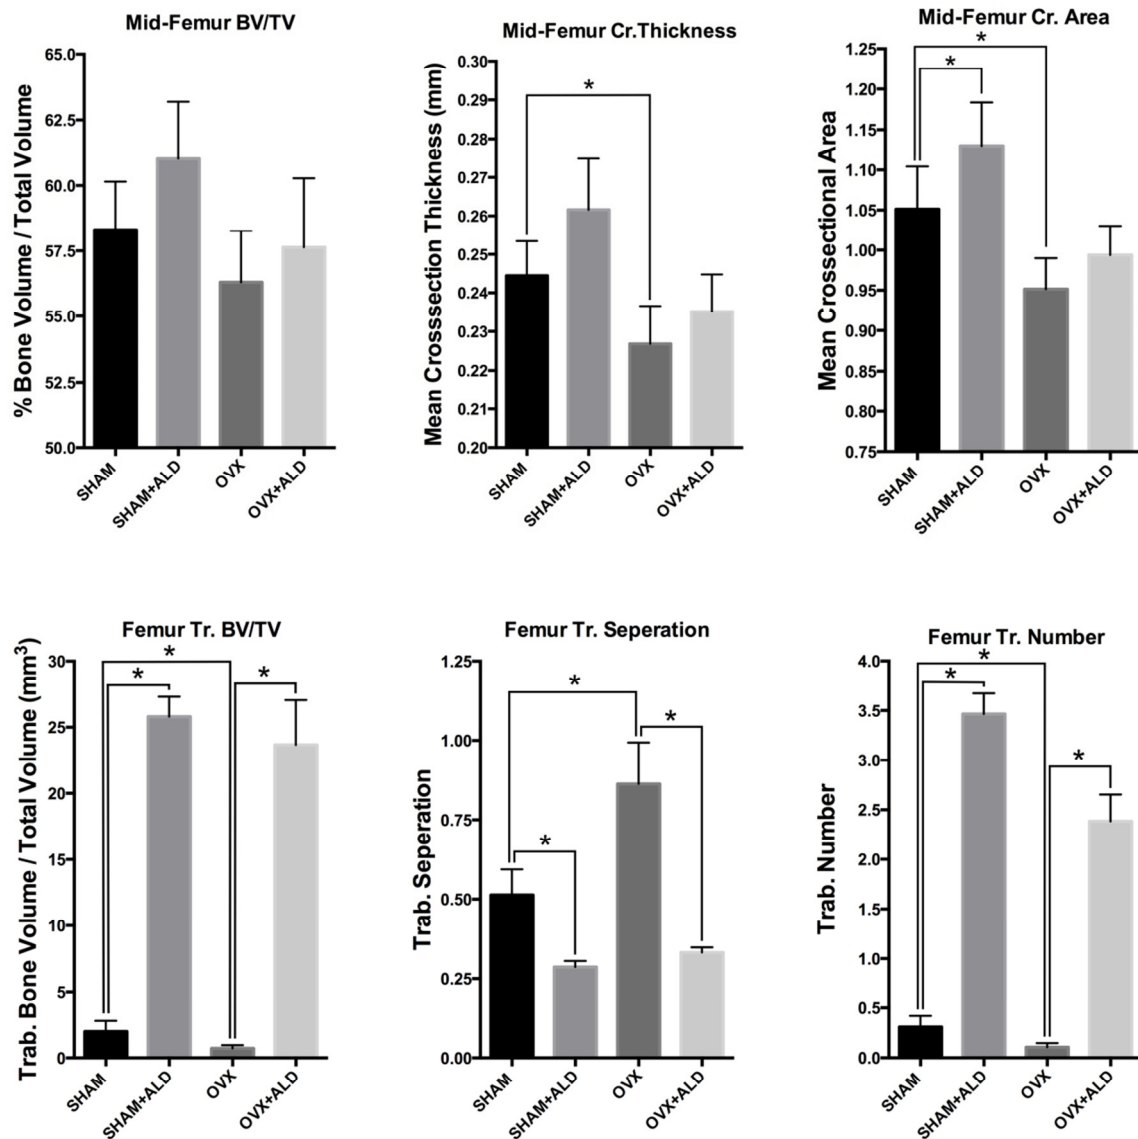 Mid-Femur BV/TV
% Bone Volume / Total Volume
65.0
62.5
60.0
57.5
55.0
52.5
50.0
SHAM
SHAM+ALD
OVX
OVX+ALD
Mid-Femur Cr.Thickness
Mean Crosssection Thickness (mm)
0.30
0.29
0.28
0.27
0.26
0.25
0.24
0.23
0.22
0.21
0.20
*
SHAM
SHAM+ALD
OVX
OVX+ALD
Mid-Femur Cr. Area
Mean Crosssectional Area
1.25
1.20
1.15
1.10
1.05
1.00
0.95
0.90
0.85
0.80
0.75
*
*
SHAM
SHAM+ALD
OVX
OVX+ALD
Femur Tr. BV/TV
Trab. Bone Volume / Total Volume (mm³)
30
25
20
15
10
5
0
*
*
*
SHAM
SHAM+ALD
OVX
OVX+ALD
Femur Tr. Seperation
Trab. Seperation
1.25
1.00
0.75
0.50
0.25
0.00
*
*
*
SHAM
SHAM+ALD
OVX
OVX+ALD
Femur Tr. Number
Trab. Number
4.0
3.5
3.0
2.5
2.0
1.5
1.0
0.5
0.0
*
*
*
SHAM
SHAM+ALD
OVX
OVX+ALD